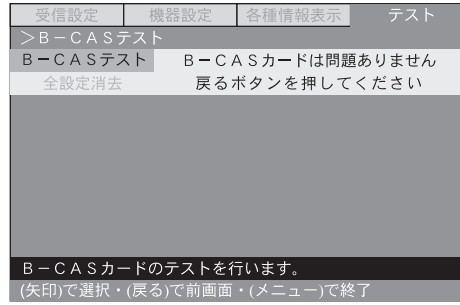 受信設定 機器設定 各種情報表示 テスト
＞Ｂ－ＣＡＳテスト
Ｂ－ＣＡＳテスト Ｂ－ＣＡＳカードは問題ありません
全設定消去 戻るボタンを押してください
Ｂ－ＣＡＳカードのテストを行います。
(矢印)で選択・(戻る)で前画面・(メニュー)で終了